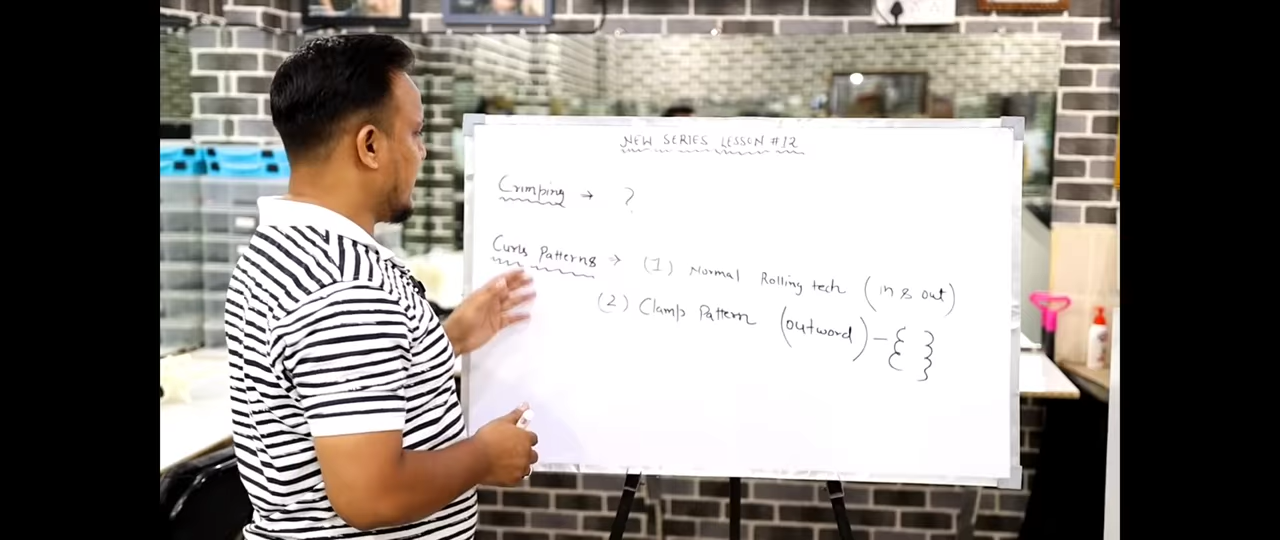 NEW SERIES LESSON #12
Crimping → ?
Curls Patterns → (1) Normal Rolling tech (in & out)
(2) Clamp Pattern (outword) –